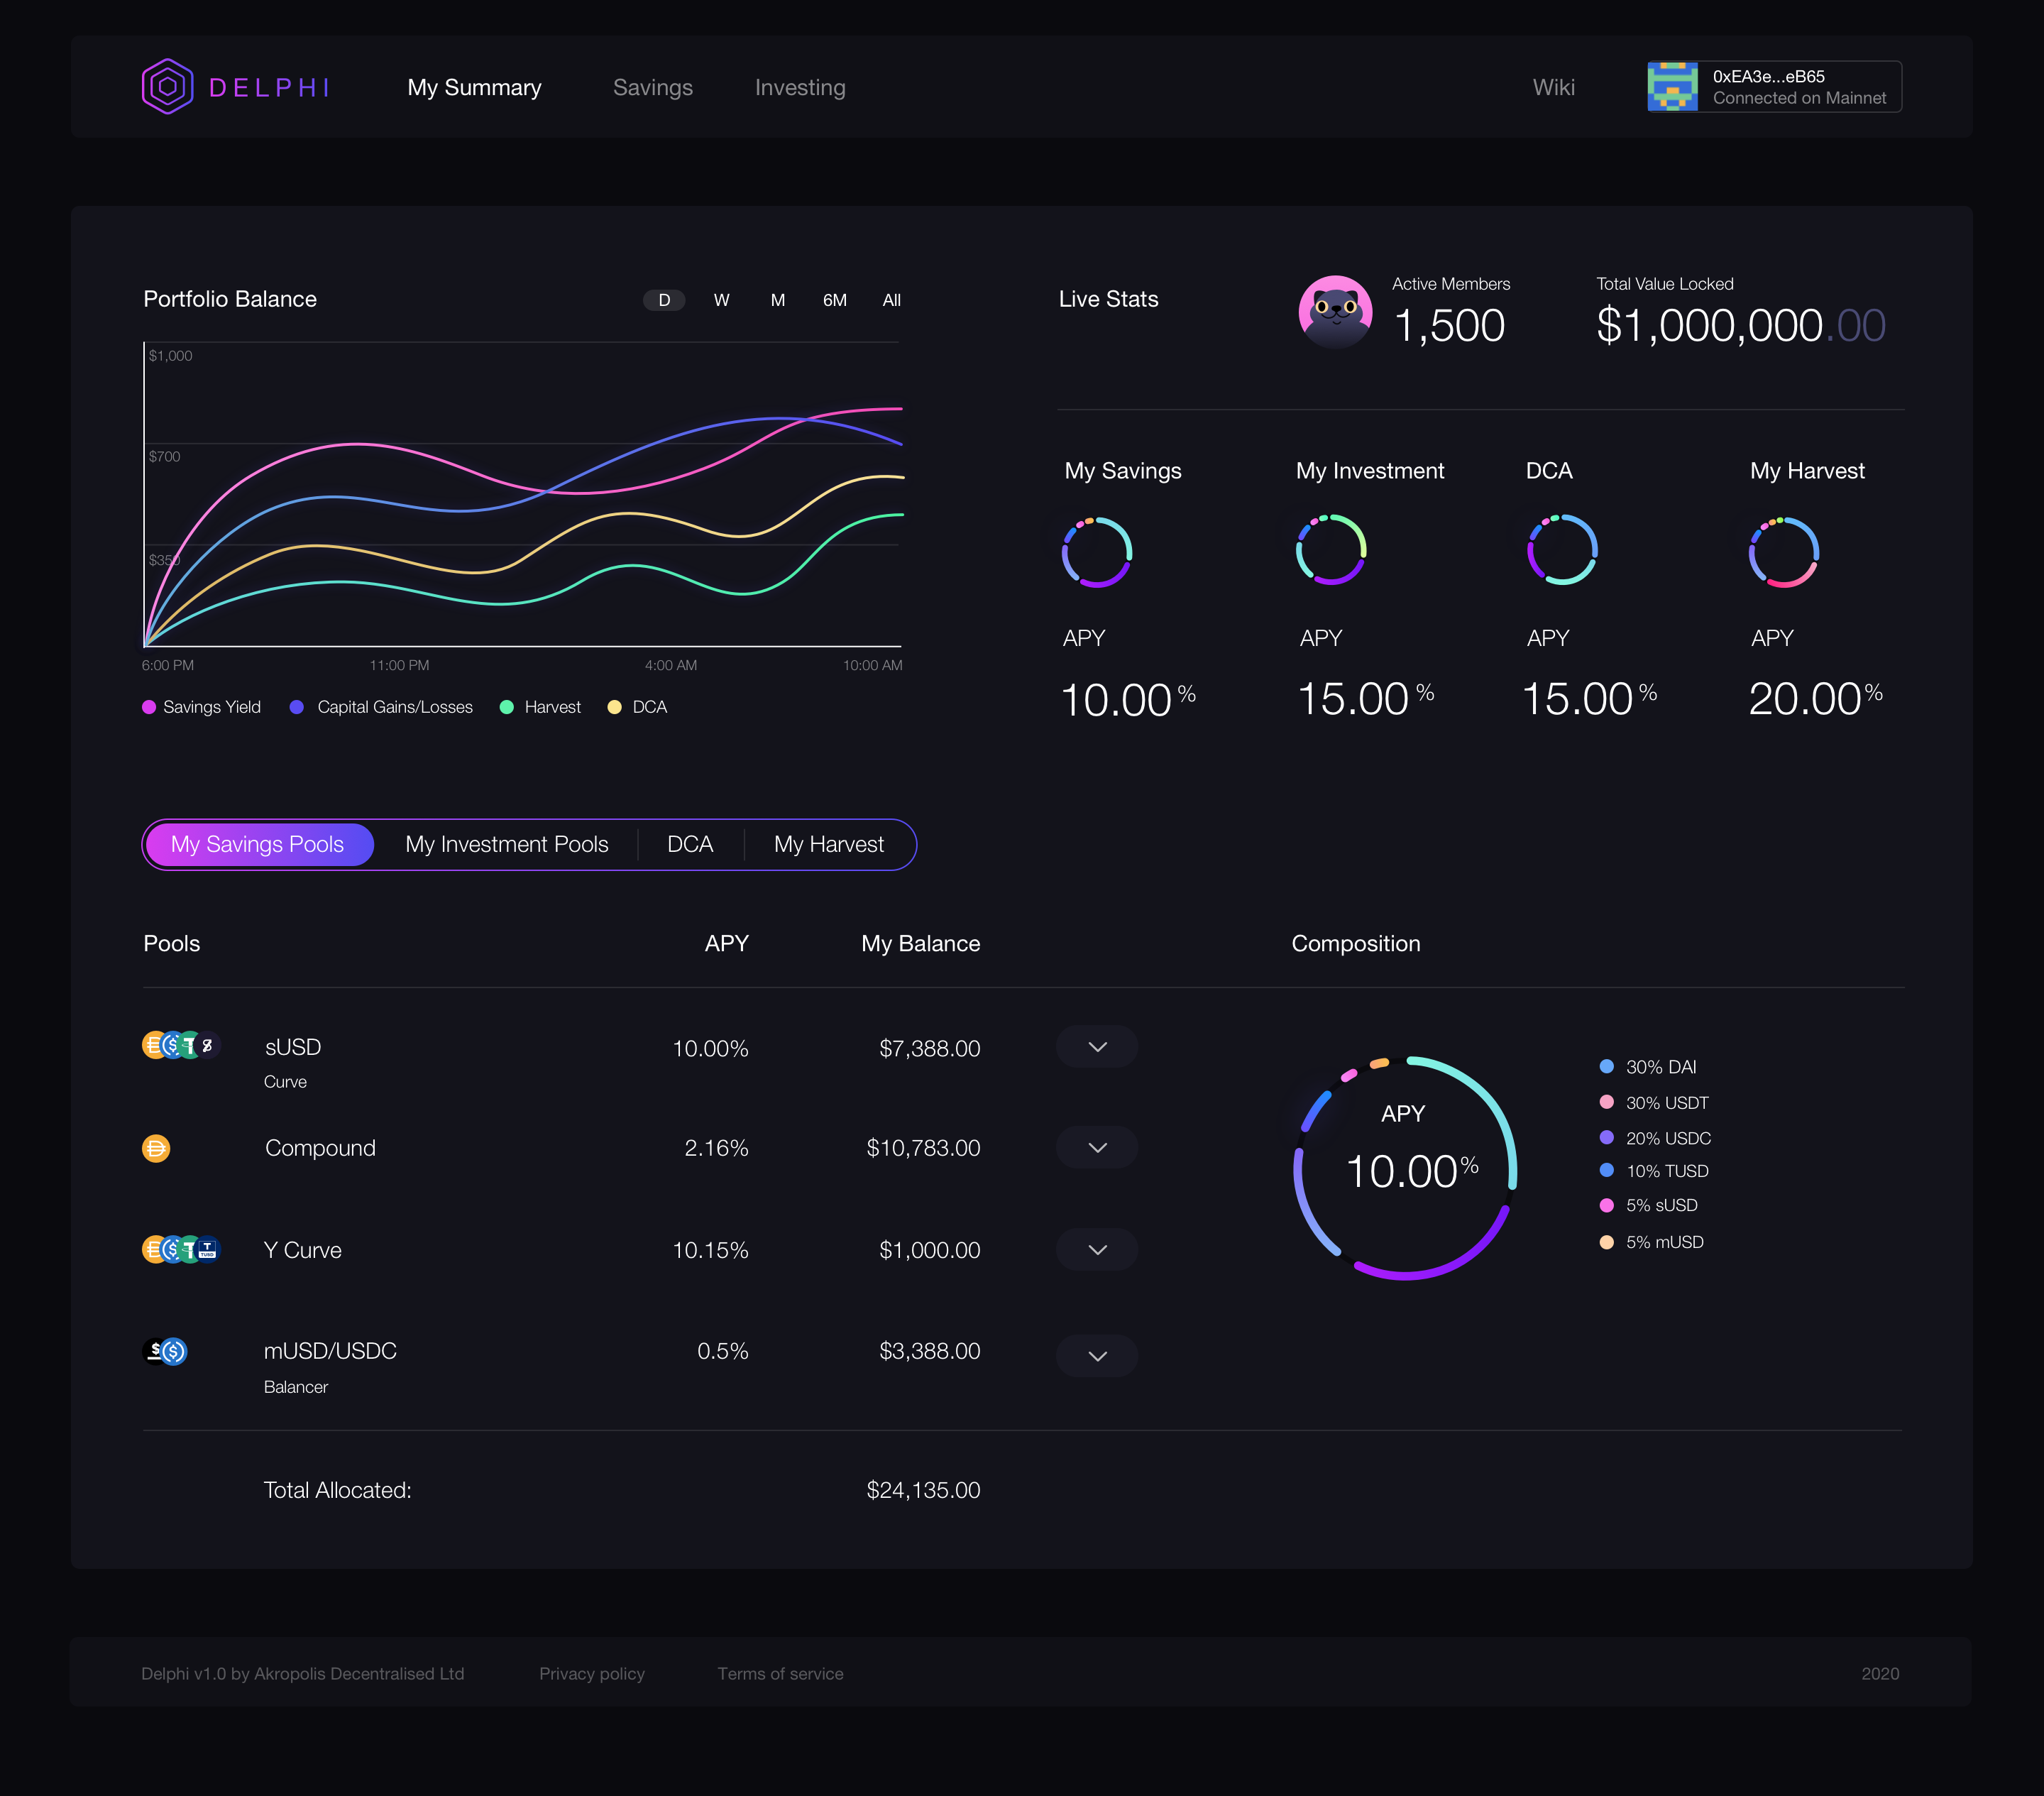 DELPHI
My Summary
Savings
Investing
Wiki
0xEA3e...eB65
Connected on Mainnet
Portfolio Balance
D
W
M
6M
All
$1,000
$700
$350
6:00 PM
11:00 PM
4:00 AM
10:00 AM
Savings Yield
Capital Gains/Losses
Harvest
DCA
Live Stats
Active Members
1,500
Total Value Locked
$1,000,000.00
My Savings
My Investment
DCA
My Harvest
APY
APY
APY
APY
10.00%
15.00%
15.00%
20.00%
My Savings Pools
My Investment Pools
DCA
My Harvest
Pools
APY
My Balance
Composition
sUSD
Curve
10.00%
$7,388.00
Compound
2.16%
$10,783.00
Y Curve
10.15%
$1,000.00
TUSD
mUSD/USDC
Balancer
0.5%
$3,388.00
APY
10.00%
30% DAI
30% USDT
20% USDC
10% TUSD
5% sUSD
5% mUSD
Total Allocated:
$24,135.00
Delphi v1.0 by Akropolis Decentralised Ltd
Privacy policy
Terms of service
2020